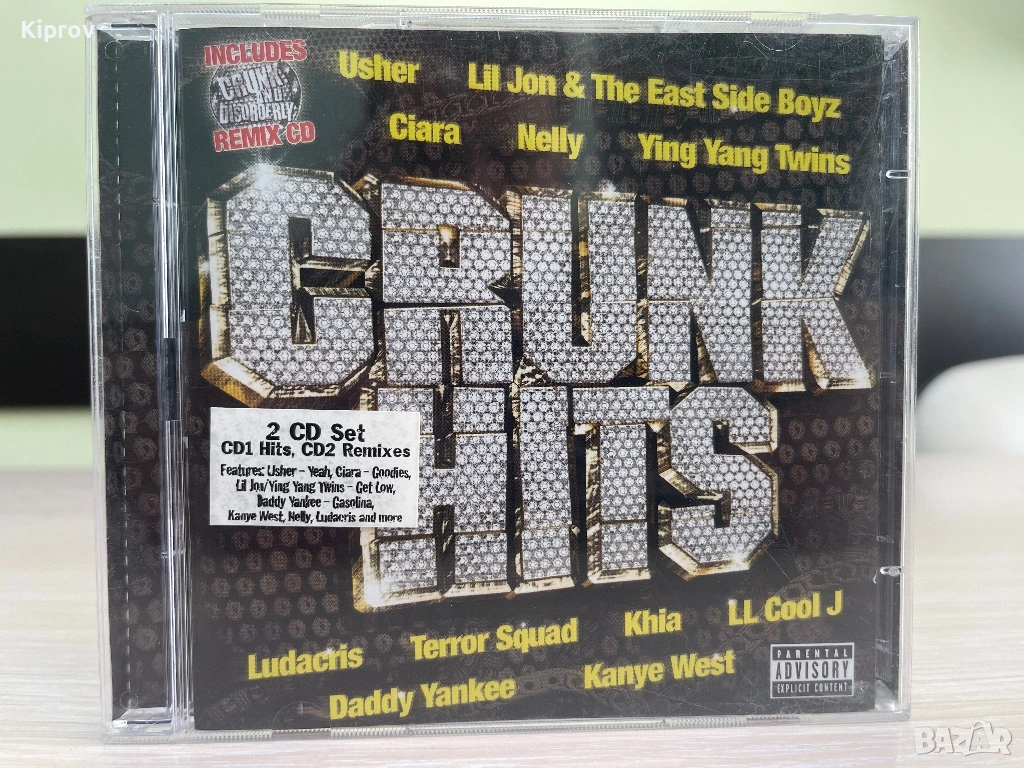 Kiprov
INCLUDES
CRUNK
AND
DISORDERLY
REMIX CD
Usher
Lil Jon & The East Side Boyz
Ciara
Nelly
Ying Yang Twins
CRUNK
HITS
2 CD Set
CD1 Hits, CD2 Remixes
Features: Usher – Yeah, Ciara – Goodies,
Lil Jon/Ying Yang Twins – Get Low,
Daddy Yankee – Gasolina,
Kanye West, Nelly, Ludacris and more
Ludacris
Terror Squad
Khia
LL Cool J
Daddy Yankee
Kanye West
PARENTAL
ADVISORY
EXPLICIT CONTENT
BAZAR